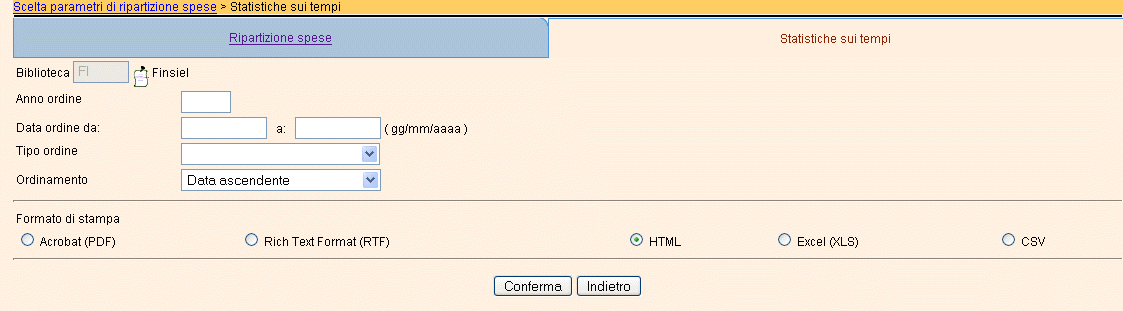 Scelta parametri di ripartizione spese > Statistiche sui tempi
Ripartizione spese Statistiche sui tempi
Biblioteca FI Finsiel
Anno ordine
Data ordine da: a: ( gg/mm/aaaa )
Tipo ordine
Ordinamento Data ascendente
Formato di stampa
Acrobat (PDF) Rich Text Format (RTF) HTML Excel (XLS) CSV
Conferma Indietro